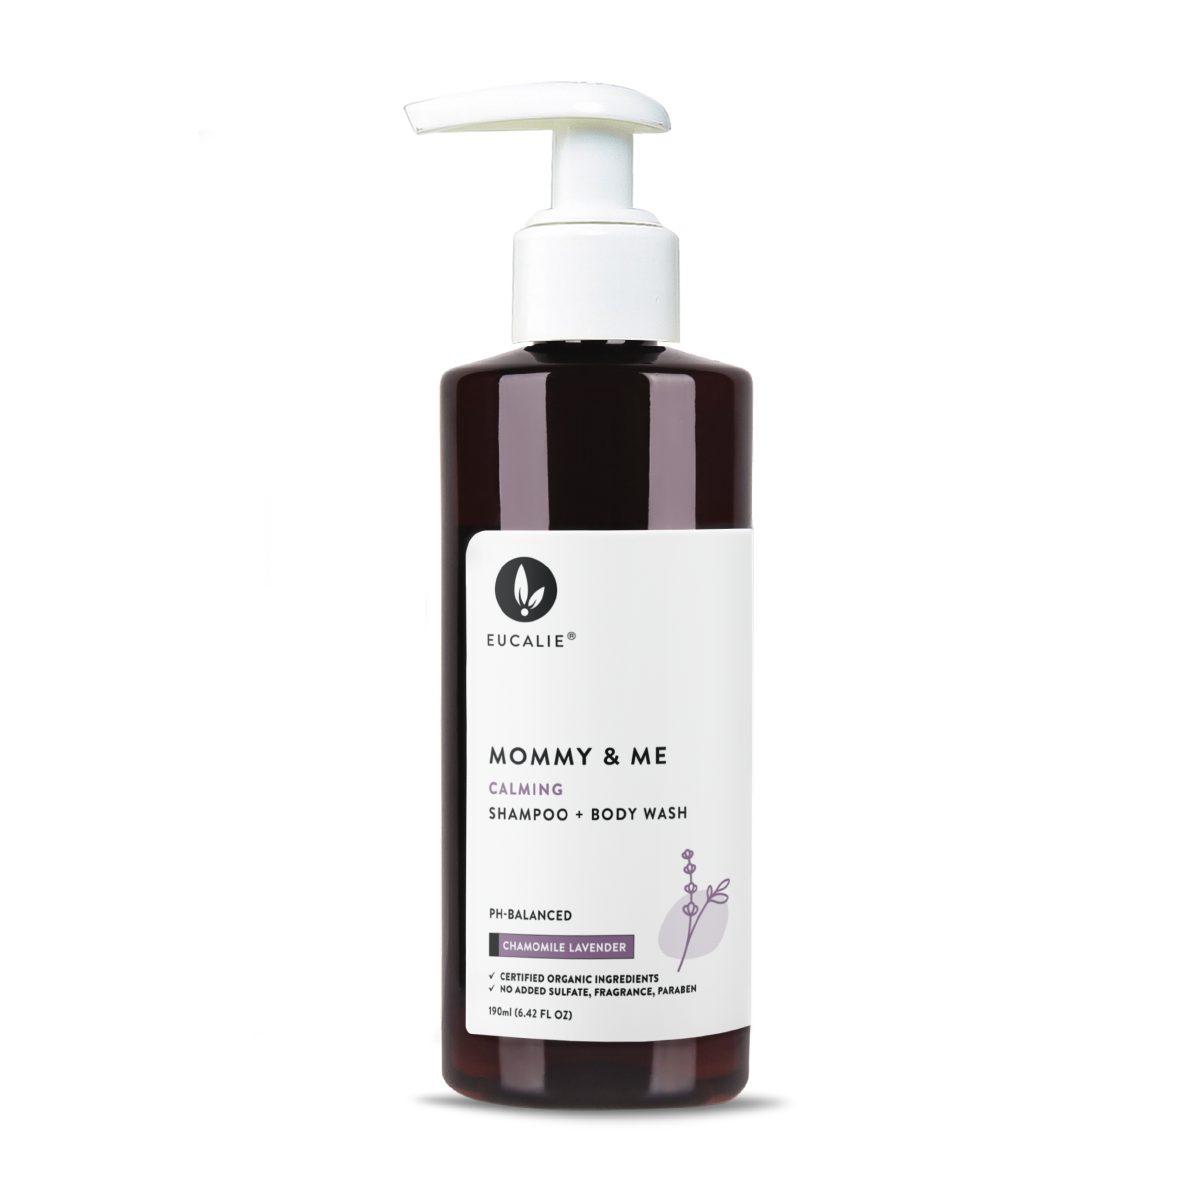 EUCALIE®
MOMMY & ME
CALMING
SHAMPOO + BODY WASH
PH-BALANCED
CHAMOMILE LAVENDER
✓ CERTIFIED ORGANIC INGREDIENTS
✓ NO ADDED SULFATE, FRAGRANCE, PARABEN
190ml (6.42 FL OZ)